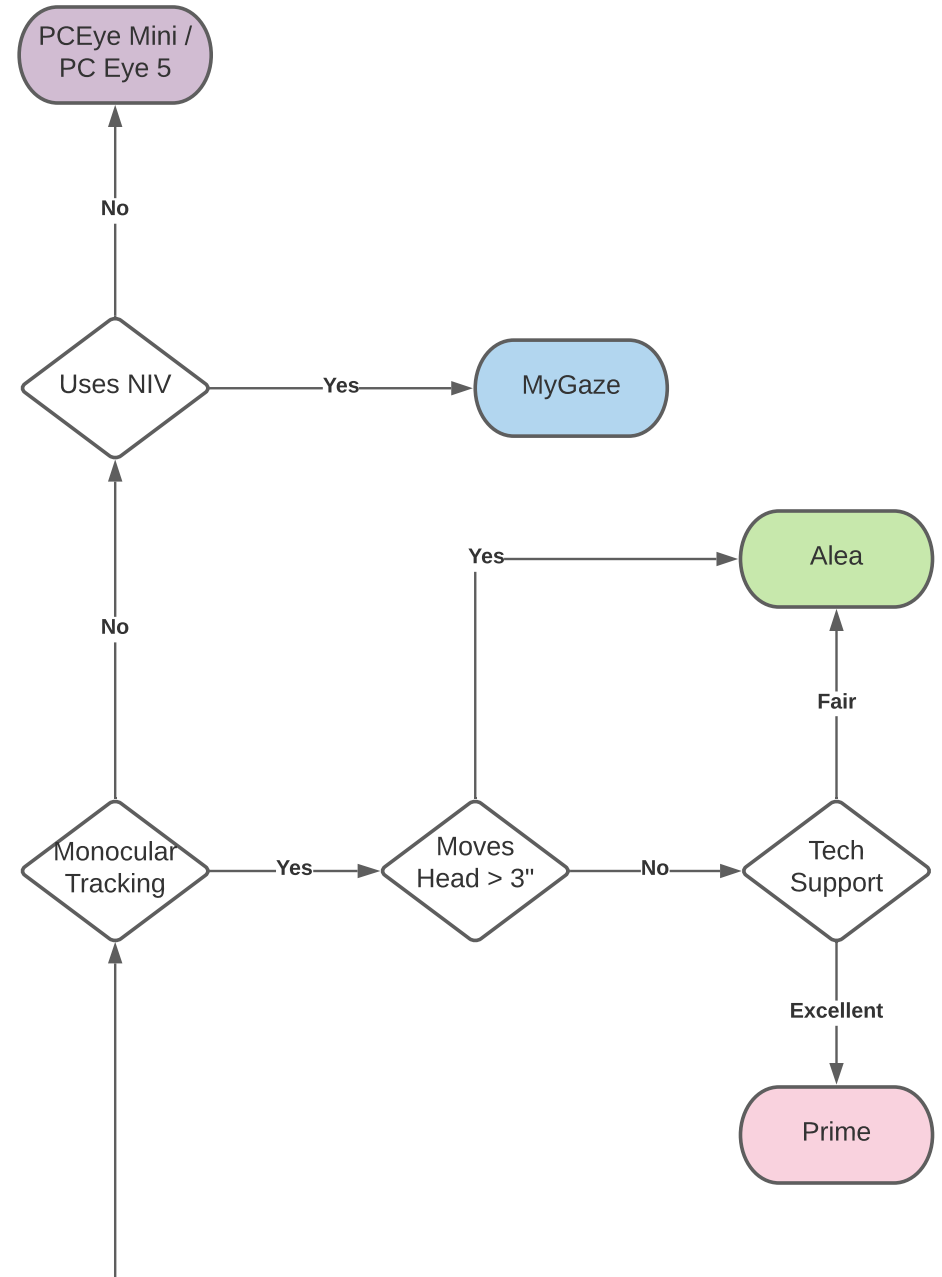 PCEye Mini /
PC Eye 5
No
Uses NIV
Yes
MyGaze
Yes
Alea
No
Fair
Monocular
Tracking
Yes
Moves
Head > 3"
No
Tech
Support
Excellent
Prime